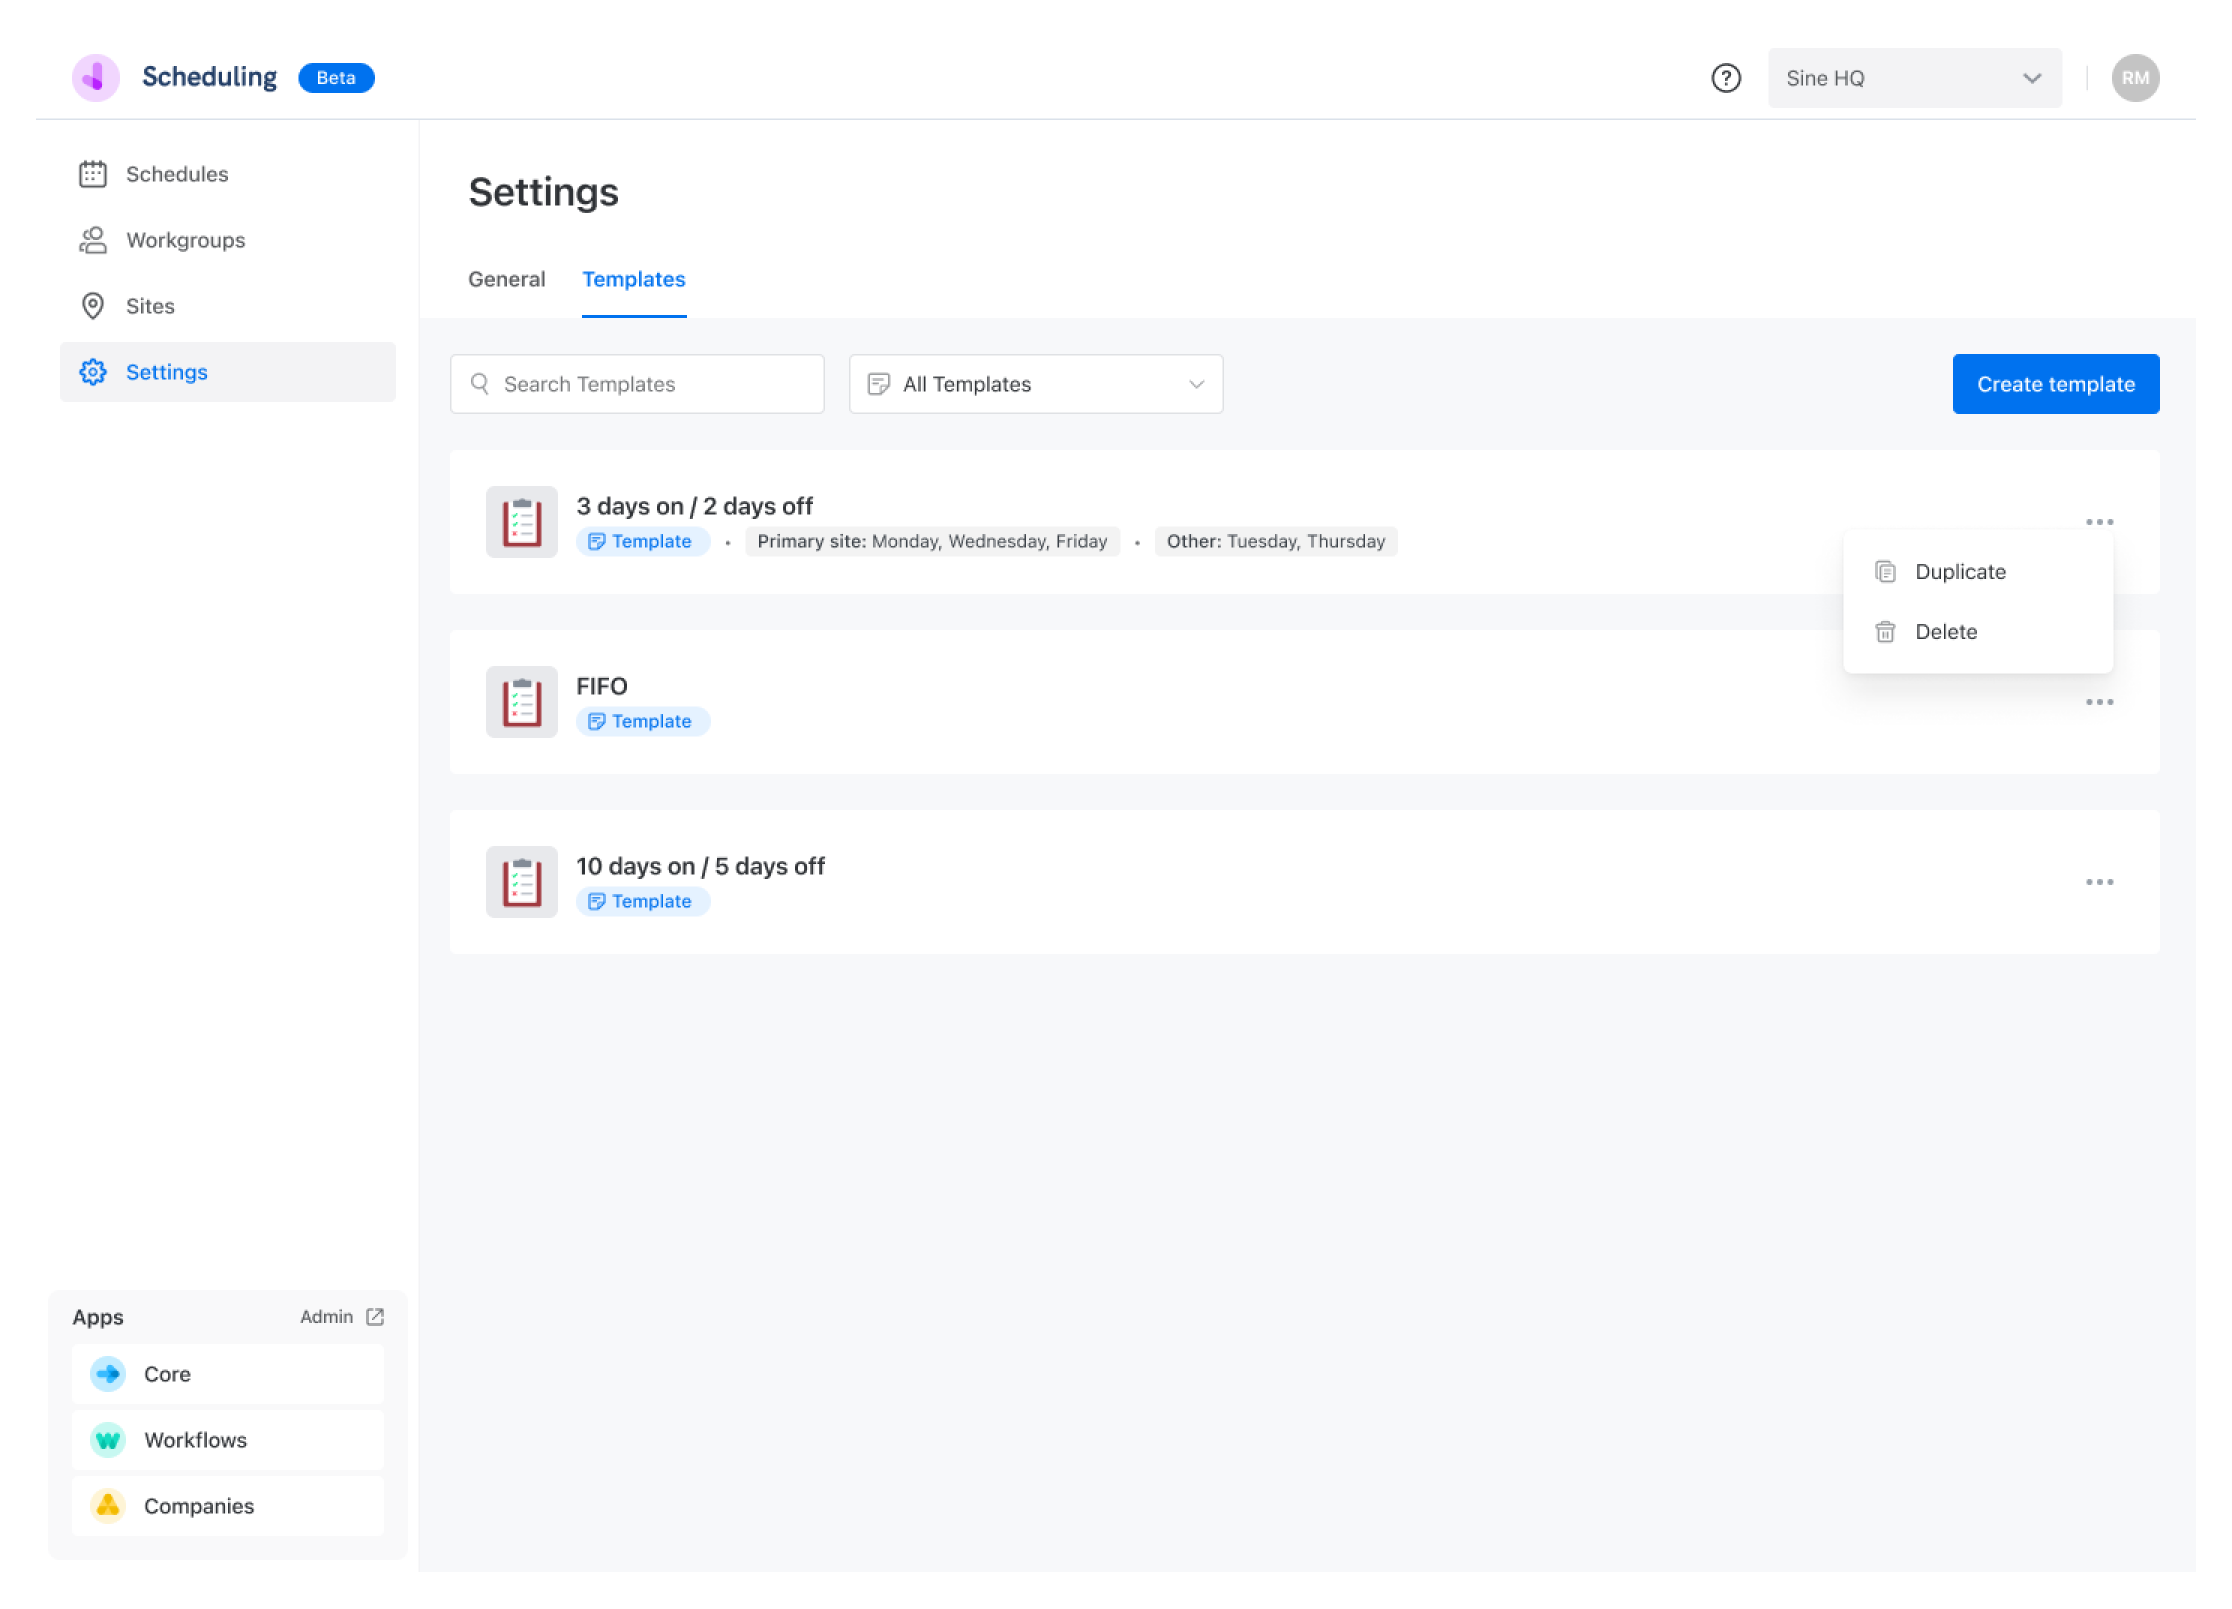 Scheduling Beta
? Sine HQ RM
Schedules
Workgroups
Sites
Settings
Settings
General Templates
Search Templates All Templates Create template
3 days on / 2 days off
Template • Primary site: Monday, Wednesday, Friday • Other: Tuesday, Thursday
Duplicate
Delete
FIFO
Template
10 days on / 5 days off
Template
Apps Admin
Core
Workflows
Companies